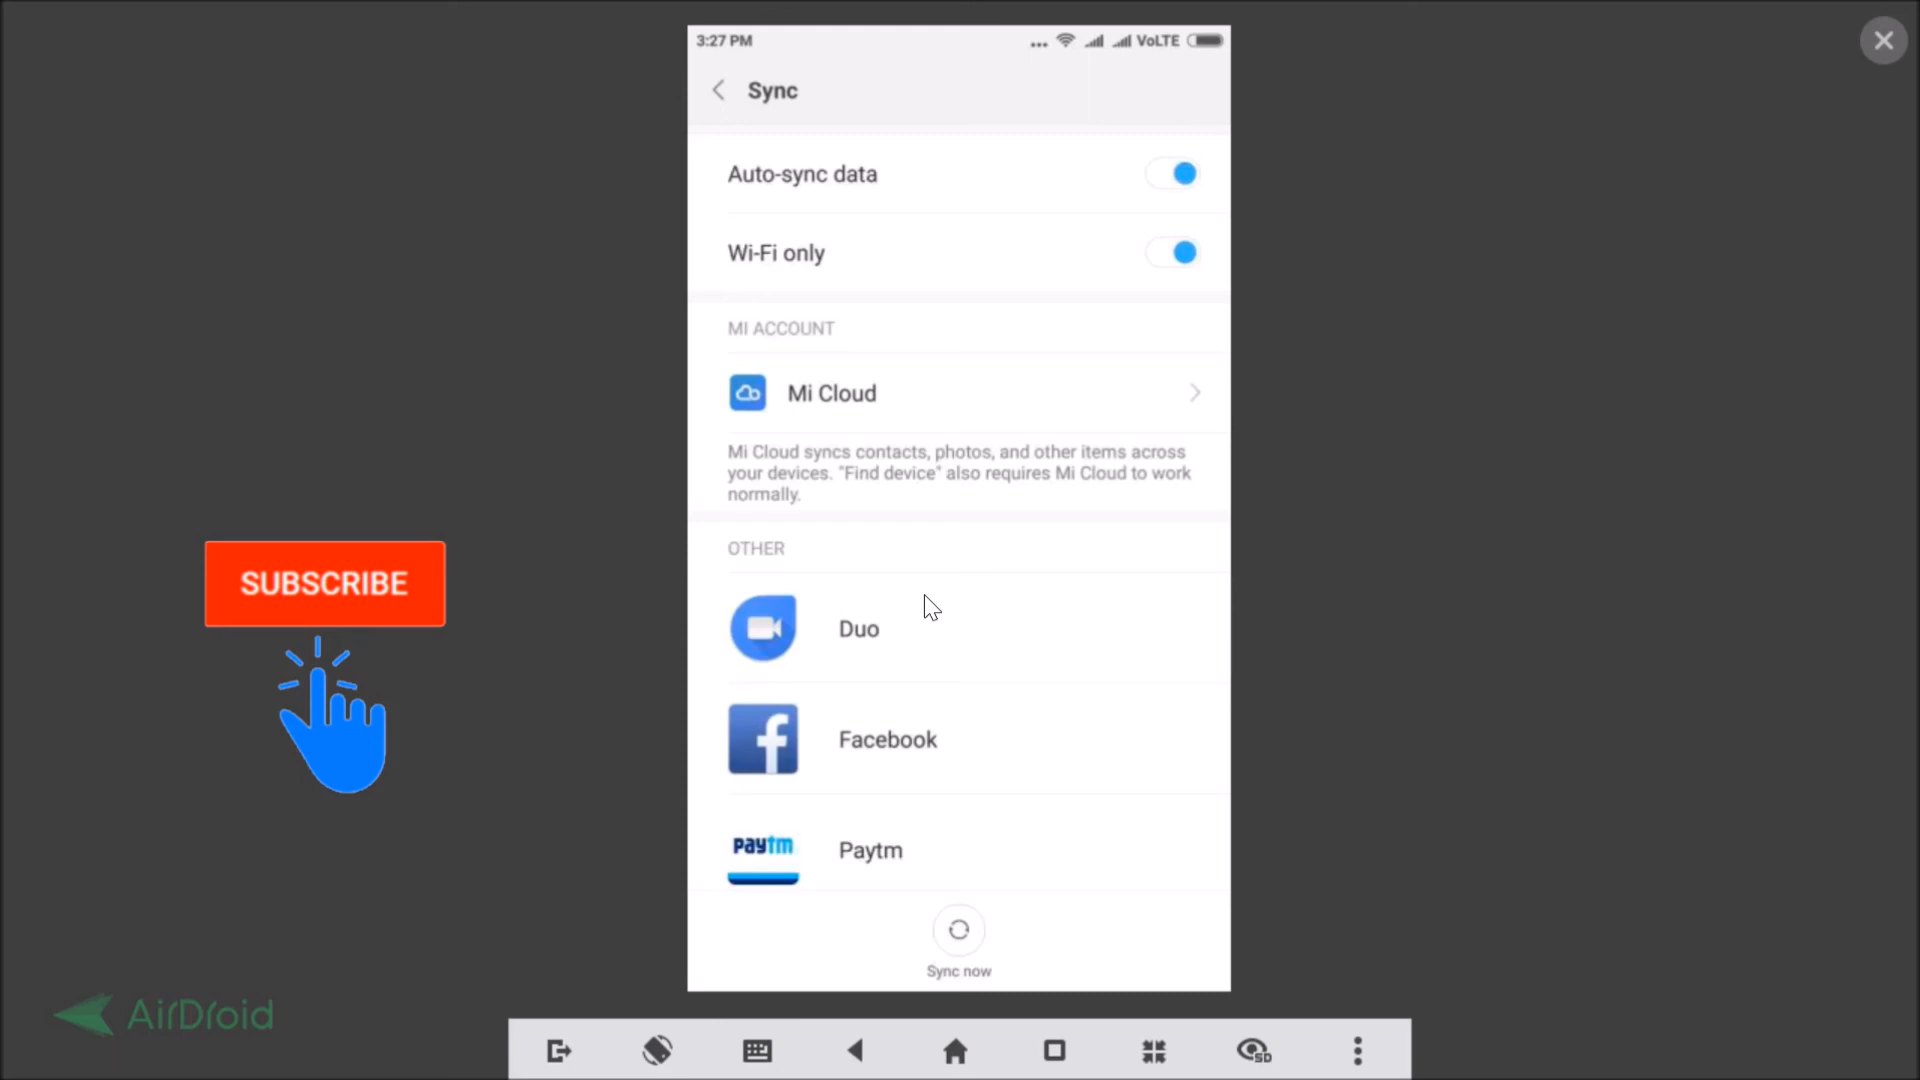 3:27 PM
VoLTE
Sync
Auto-sync data
Wi-Fi only
MI ACCOUNT
Mi Cloud
Mi Cloud syncs contacts, photos, and other items across
your devices. "Find device" also requires Mi Cloud to work
normally.
OTHER
SUBSCRIBE
Duo
Facebook
paytm
Paytm
Sync now
AirDroid
SD